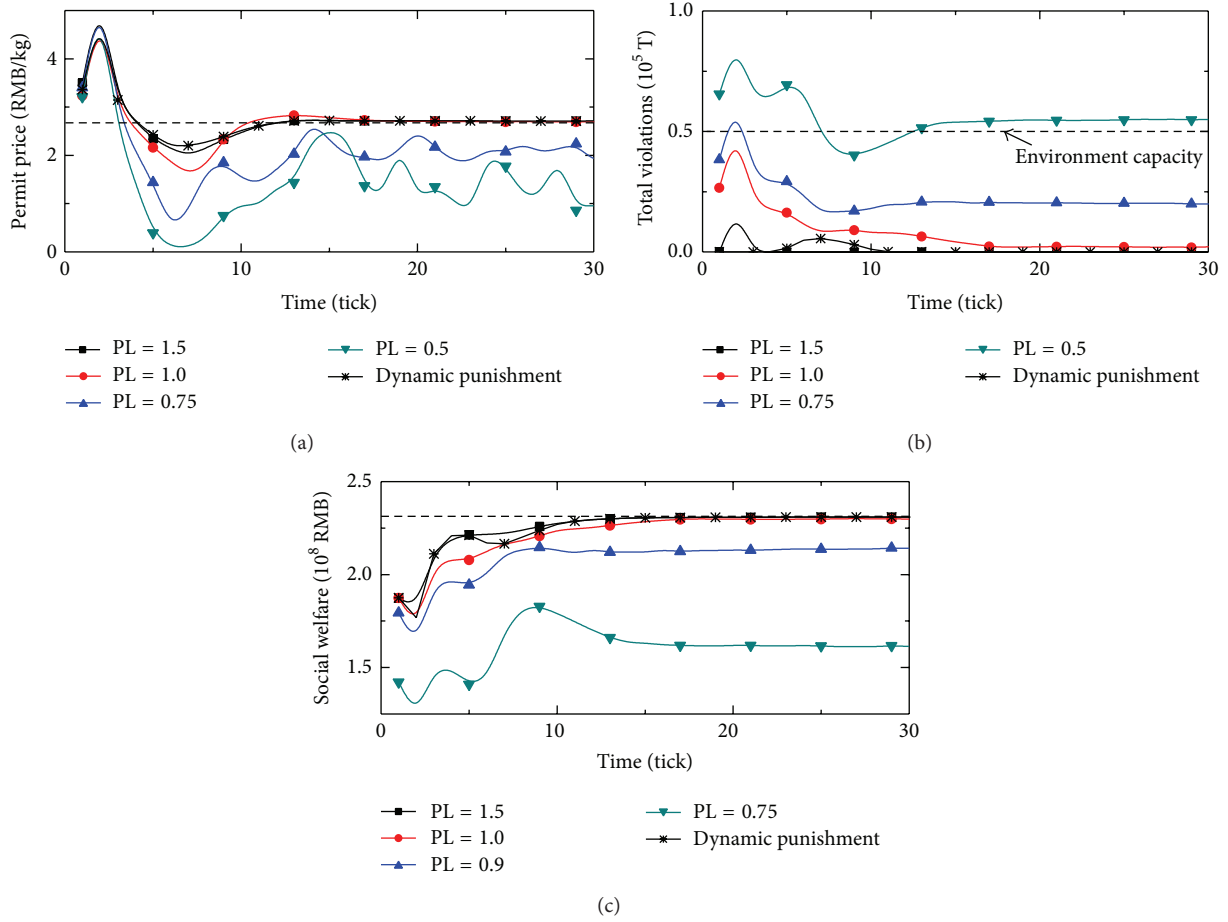 Permit price (RMB/kg)
4
2
0
0
10
20
30
Time (tick)
PL = 1.5
PL = 1.0
PL = 0.75
PL = 0.5
Dynamic punishment
(a)
Total violations (10⁵ T)
1.0
0.5
0.0
Environment capacity
0
10
20
30
Time (tick)
PL = 1.5
PL = 1.0
PL = 0.75
PL = 0.5
Dynamic punishment
(b)
Social welfare (10⁸ RMB)
2.5
2.0
1.5
0
10
20
30
Time (tick)
PL = 1.5
PL = 1.0
PL = 0.9
PL = 0.75
Dynamic punishment
(c)